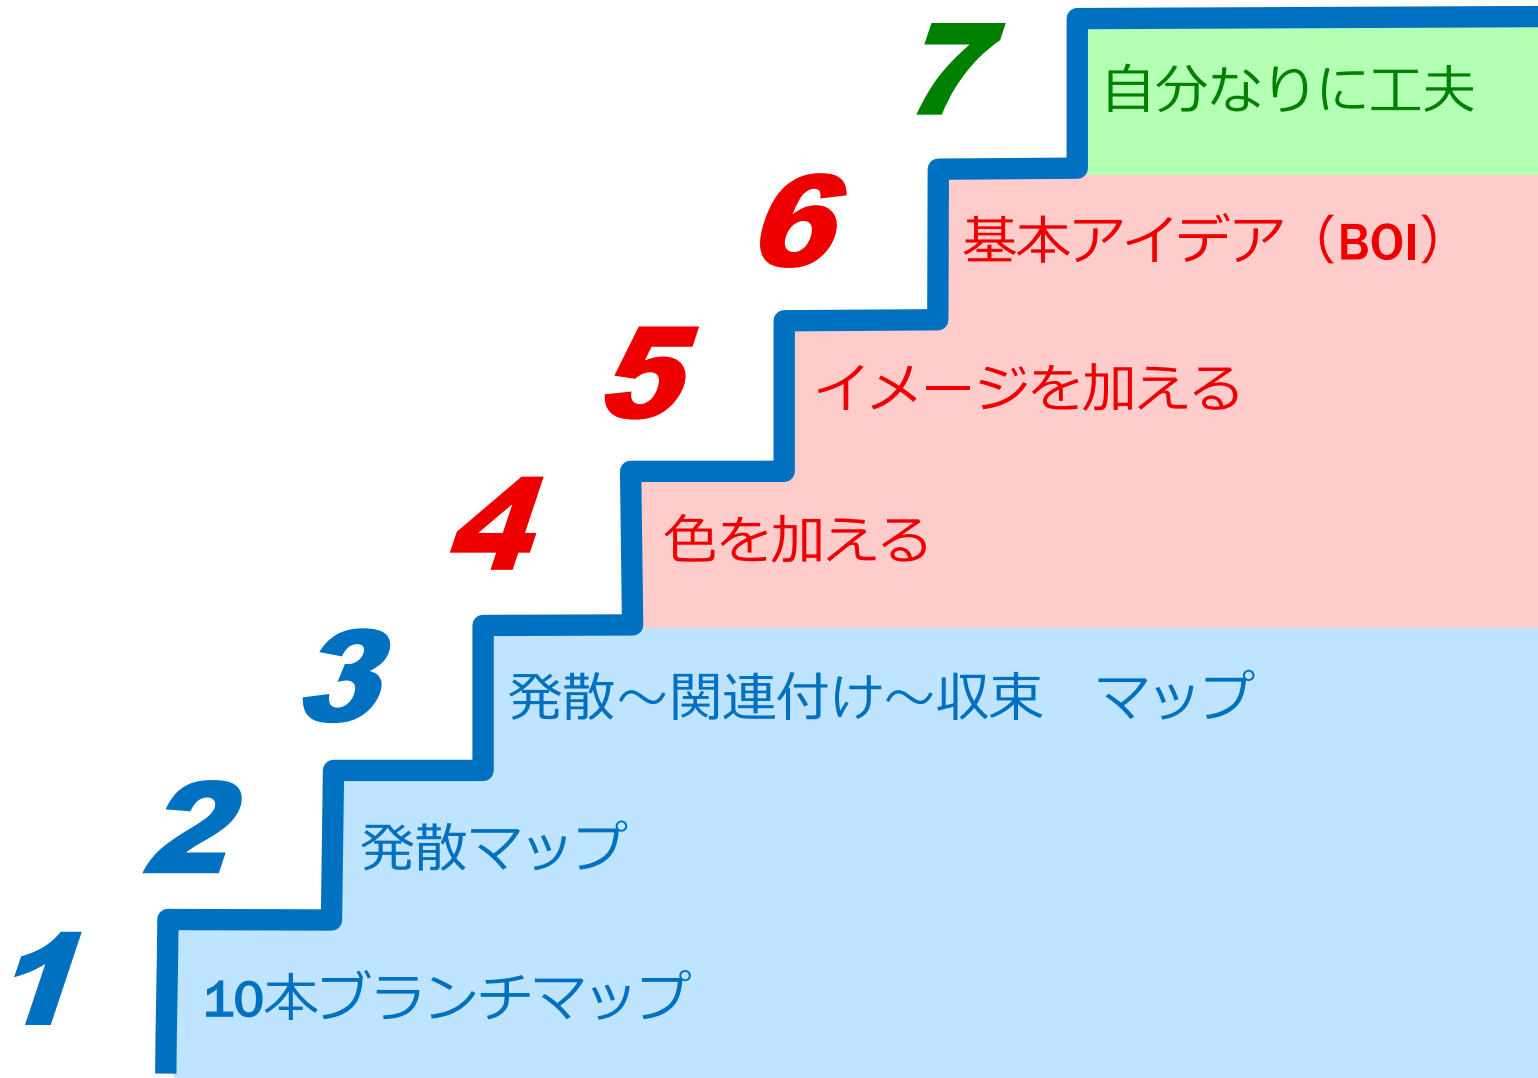 7
自分なりに工夫
6
基本アイデア（BOI）
5
イメージを加える
4
色を加える
3
発散～関連付け～収束　マップ
2
発散マップ
1
10本ブランチマップ